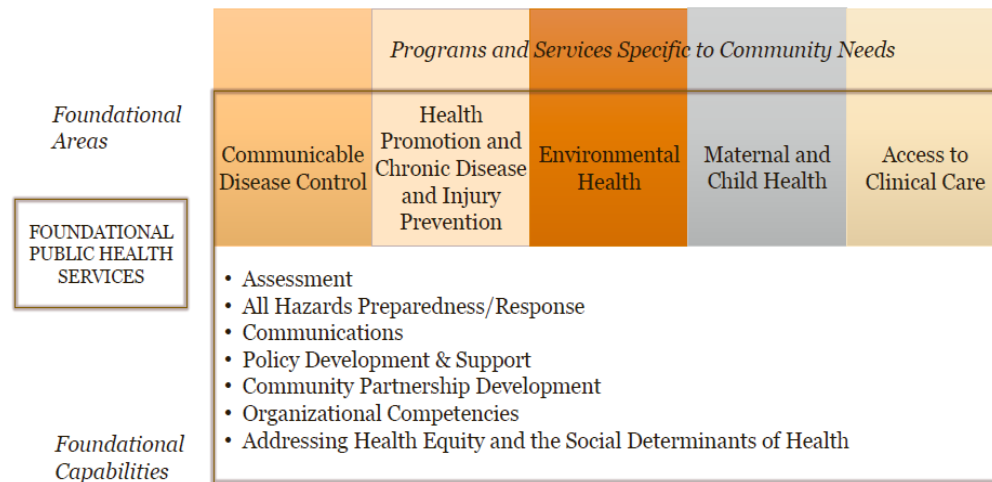 Programs and Services Specific to Community Needs
Foundational
Areas
Communicable
Disease Control
Health
Promotion and
Chronic Disease
and Injury
Prevention
Environmental
Health
Maternal and
Child Health
Access to
Clinical Care
FOUNDATIONAL
PUBLIC HEALTH
SERVICES
• Assessment
• All Hazards Preparedness/Response
• Communications
• Policy Development & Support
• Community Partnership Development
• Organizational Competencies
• Addressing Health Equity and the Social Determinants of Health
Foundational
Capabilities